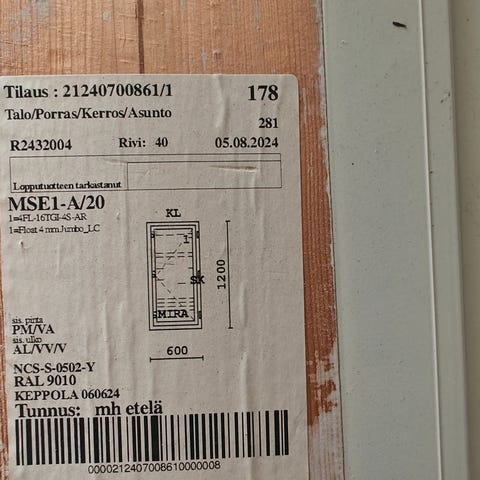 Tilaus : 21240700861/1 178
Talo/Porras/Kerros/Asunto
281
R2432004 Rivi: 40 05.08.2024
Lopputuotteen tarkastanut
MSE1-A/20
1=4FL-16TGI-4S-AR
1=Float 4 mm Jumbo_LC
KL
1
SK
MIRA
1200
600
sis. pinta
PM/VA
sis. ulko
AL/VV/V
NCS-S-0502-Y
RAL 9010
KEPPOLA 060624
Tunnus: mh etelä
0000212407008610000008